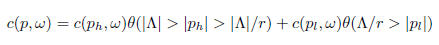 c(p, ω) = c(p_h, ω)θ(|Λ| > |p_h| > |Λ|/r) + c(p_l, ω)θ(Λ/r > |p_l|)